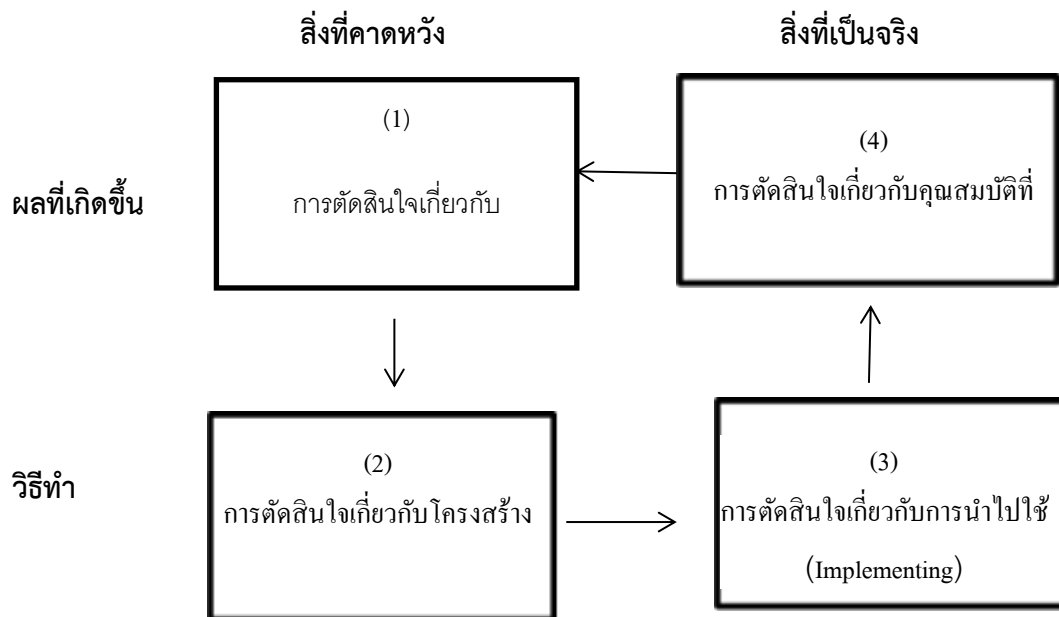 สิ่งที่คาดหวัง
สิ่งที่เป็นจริง
ผลที่เกิดขึ้น
(1)
การตัดสินใจเกี่ยวกับ
(4)
การตัดสินใจเกี่ยวกับคุณสมบัติที่
วิธีทำ
(2)
การตัดสินใจเกี่ยวกับโครงสร้าง
(3)
การตัดสินใจเกี่ยวกับการนำไปใช้
(Implementing)